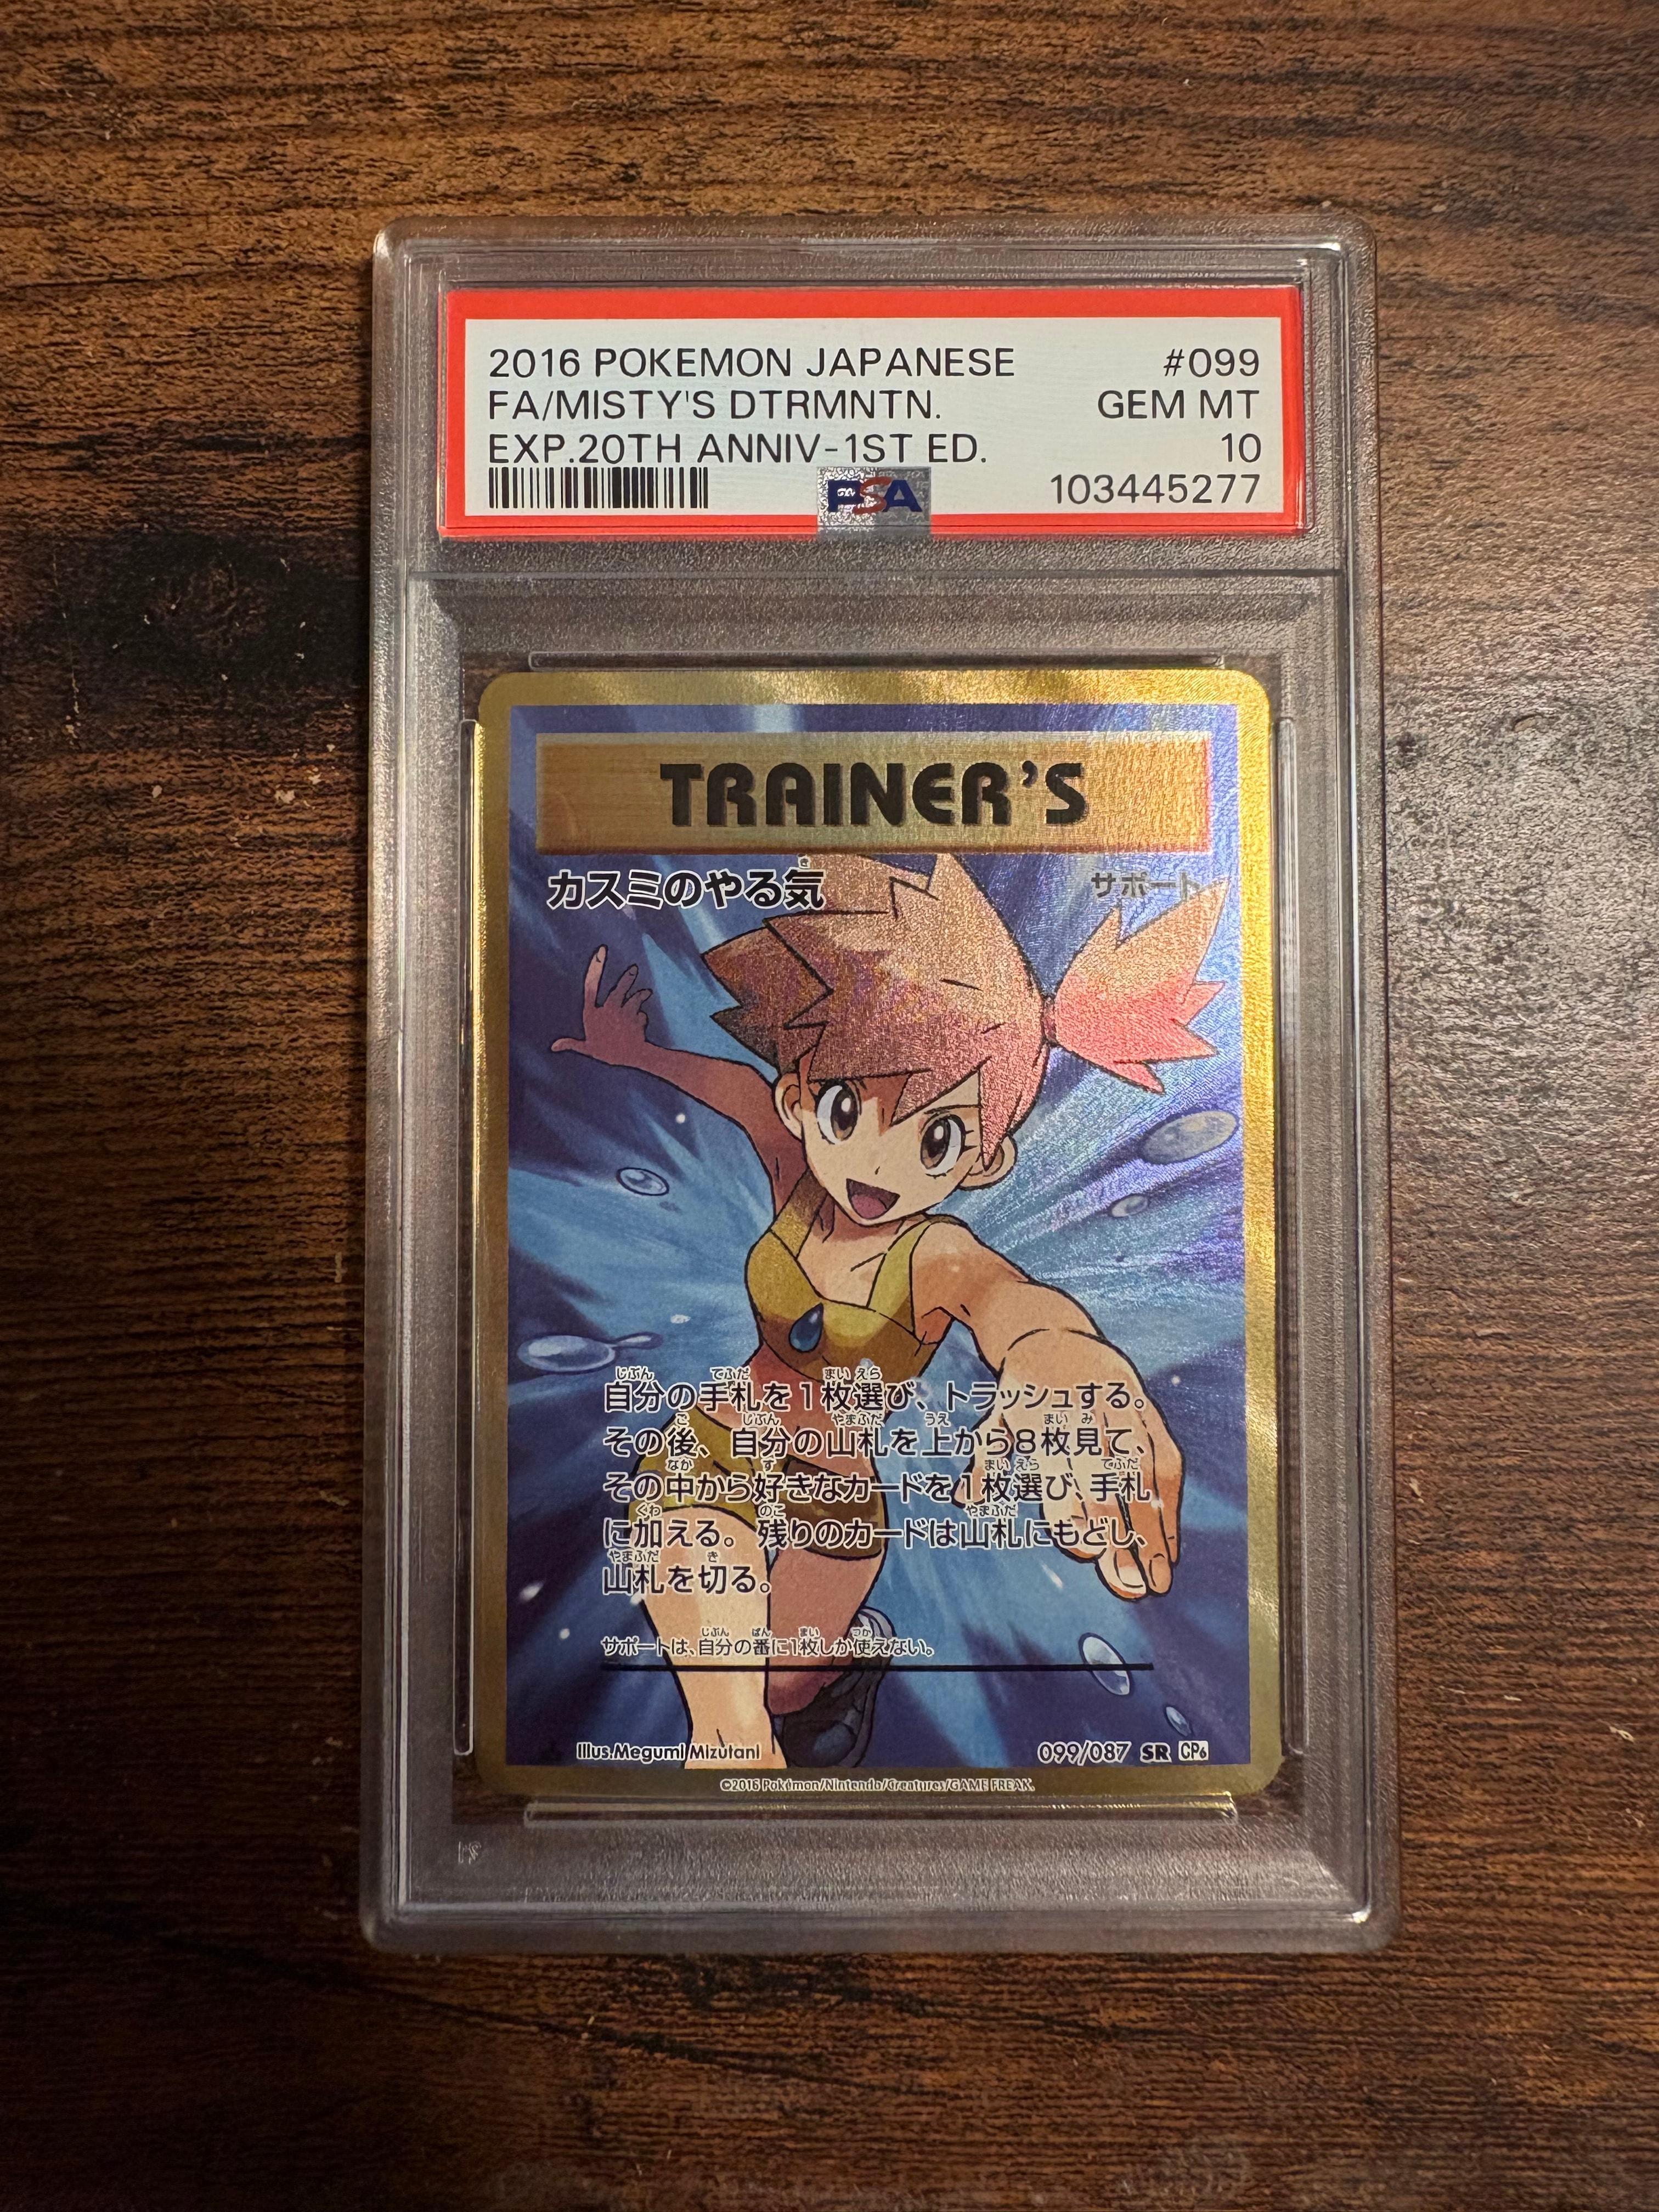 2016 POKEMON JAPANESE #099
FA/MISTY'S DTRMNTN. GEM MT
EXP.20TH ANNIV-1ST ED. 10
PSA 103445277
TRAINER'S
カスミのやる気 サポート
自分の手札を1枚選び、トラッシュする。
その後、自分の山札を上から8枚見て、
その中から好きなカードを1枚選び、手札
に加える。残りのカードは山札にもどし、
山札を切る。
サポートは、自分の番に1枚しか使えない。
Illus.Megumi Mizutani 099/087 SR CP6
©2016 Pokémon/Nintendo/Creatures/GAME FREAK.